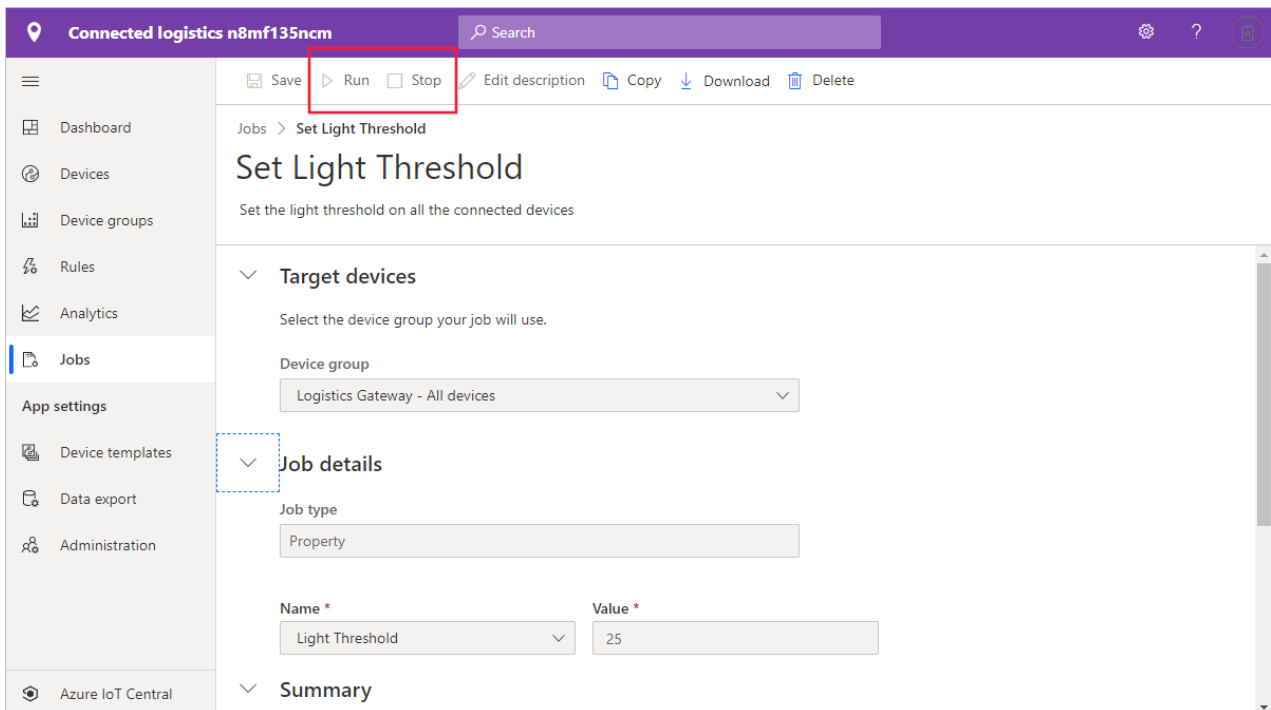 Connected logistics n8mf135ncm
Search
?
Save Run Stop Edit description Copy Download Delete
Dashboard
Devices
Device groups
Rules
Analytics
Jobs
App settings
Device templates
Data export
Administration
Azure IoT Central
Jobs > Set Light Threshold
Set Light Threshold
Set the light threshold on all the connected devices
Target devices
Select the device group your job will use.
Device group
Logistics Gateway - All devices
Job details
Job type
Property
Name * Value *
Light Threshold 25
Summary